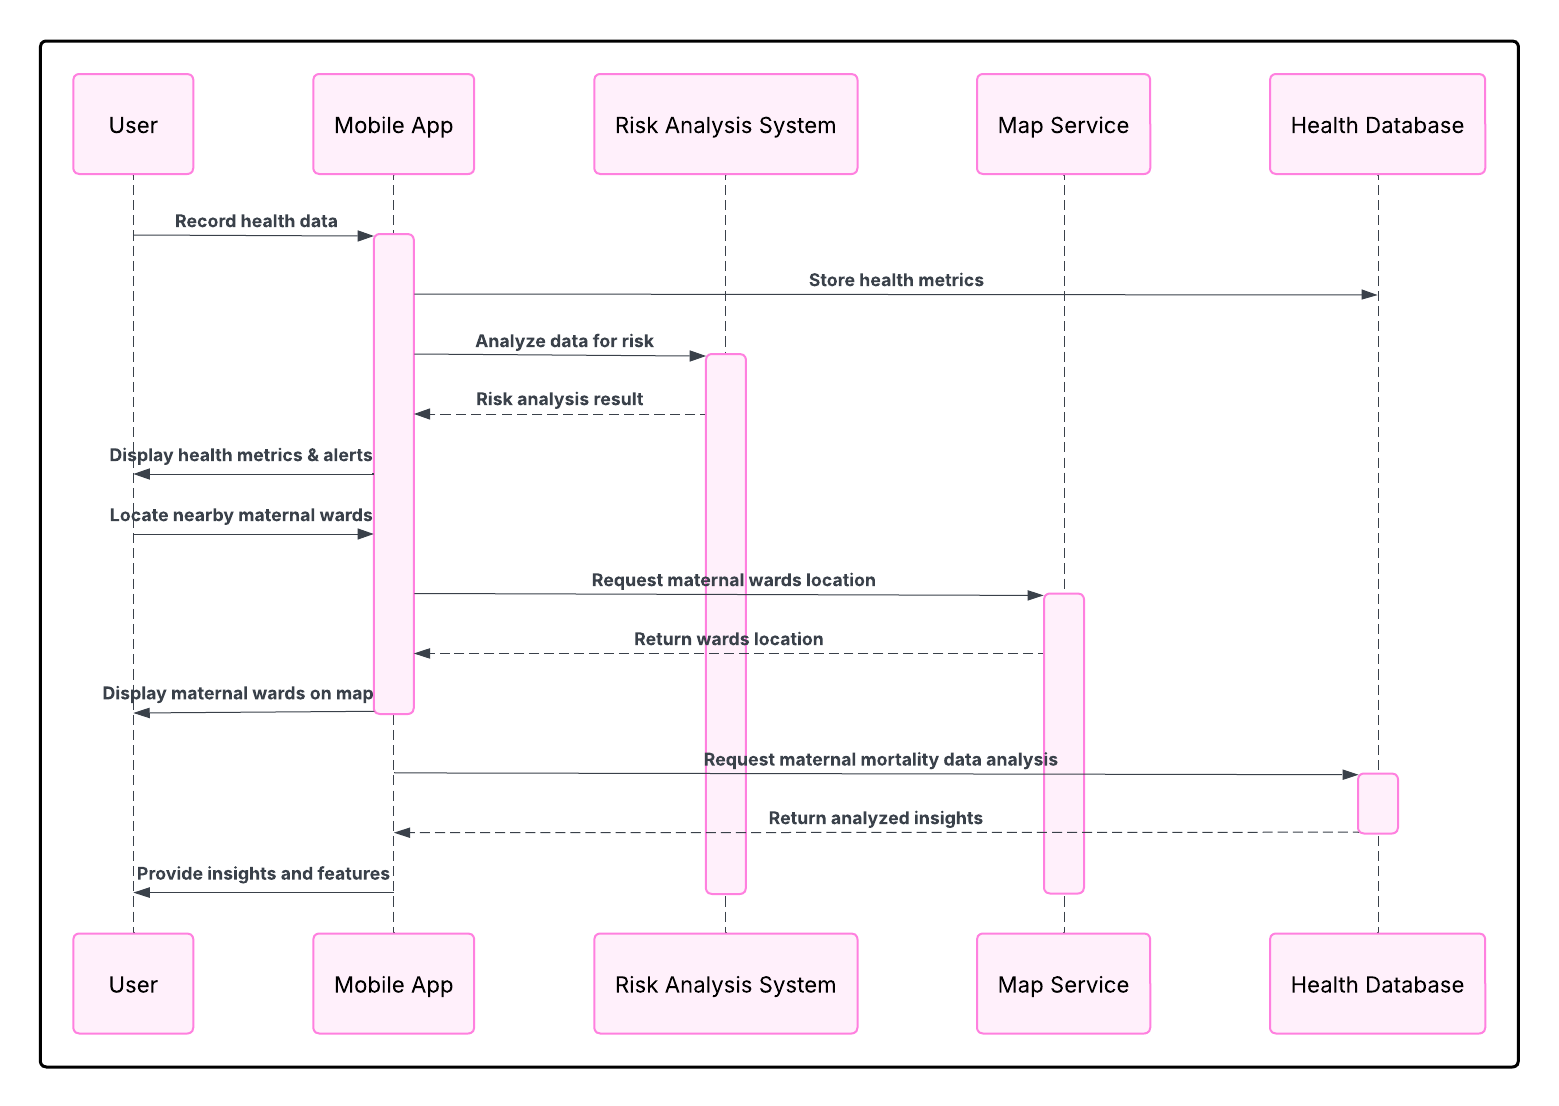 User
Mobile App
Risk Analysis System
Map Service
Health Database
Record health data
Store health metrics
Analyze data for risk
Risk analysis result
Display health metrics & alerts
Locate nearby maternal wards
Request maternal wards location
Return wards location
Display maternal wards on map
Request maternal mortality data analysis
Return analyzed insights
Provide insights and features
User
Mobile App
Risk Analysis System
Map Service
Health Database